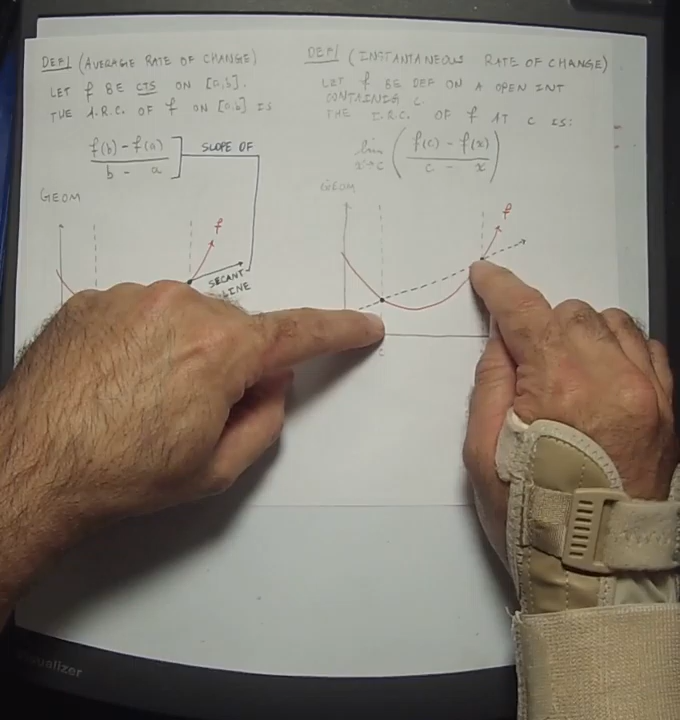 DEF] (AVERAGE RATE OF CHANGE)
LET f BE CTS ON [a,b].
THE A.R.C. OF f ON [a,b] IS
f(b) - f(a)
b - a
SLOPE OF
GEOM
f
SECANT
LINE
DEF] (INSTANTANEOUS RATE OF CHANGE)
LET f BE DEF ON A OPEN INT
CONTAINING C.
THE I.R.C. OF f AT C IS:
lim x→c ( f(c) - f(x)
c - x )
GEOM
f
c
visualizer